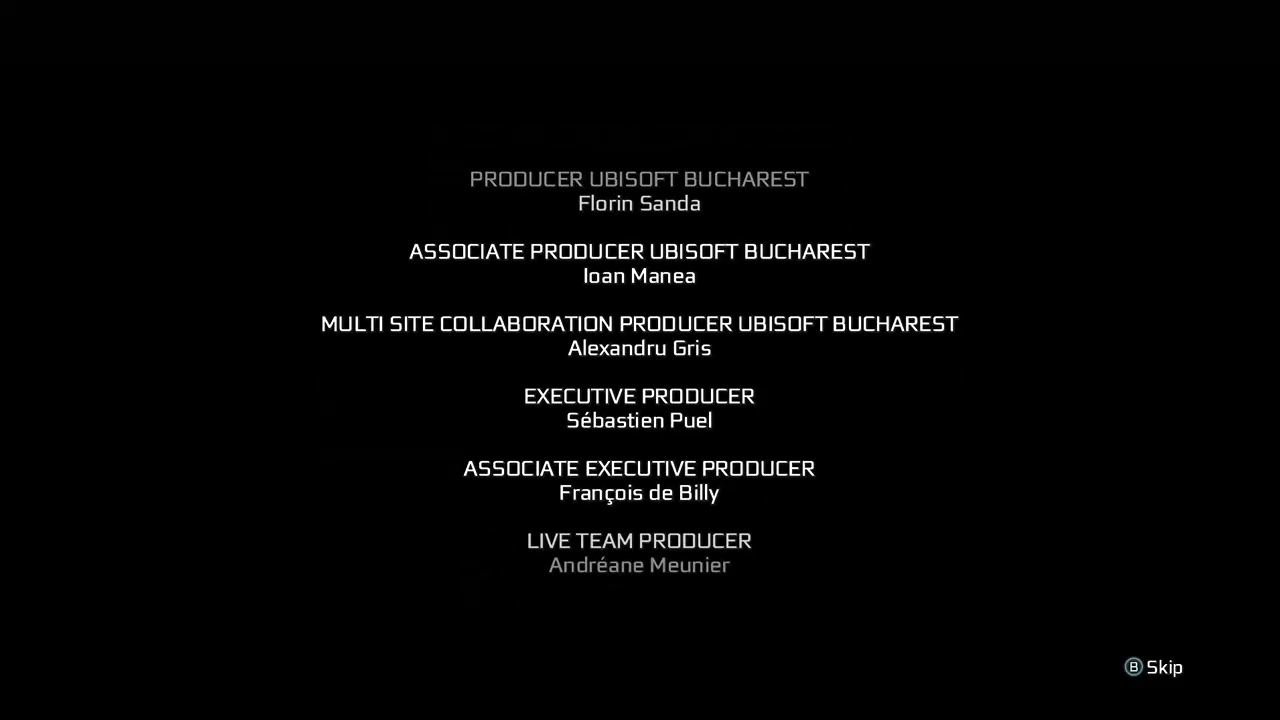 PRODUCER UBISOFT BUCHAREST
Florin Sanda
ASSOCIATE PRODUCER UBISOFT BUCHAREST
Ioan Manea
MULTI SITE COLLABORATION PRODUCER UBISOFT BUCHAREST
Alexandru Gris
EXECUTIVE PRODUCER
Sébastien Puel
ASSOCIATE EXECUTIVE PRODUCER
François de Billy
LIVE TEAM PRODUCER
Andréane Meunier
B Skip